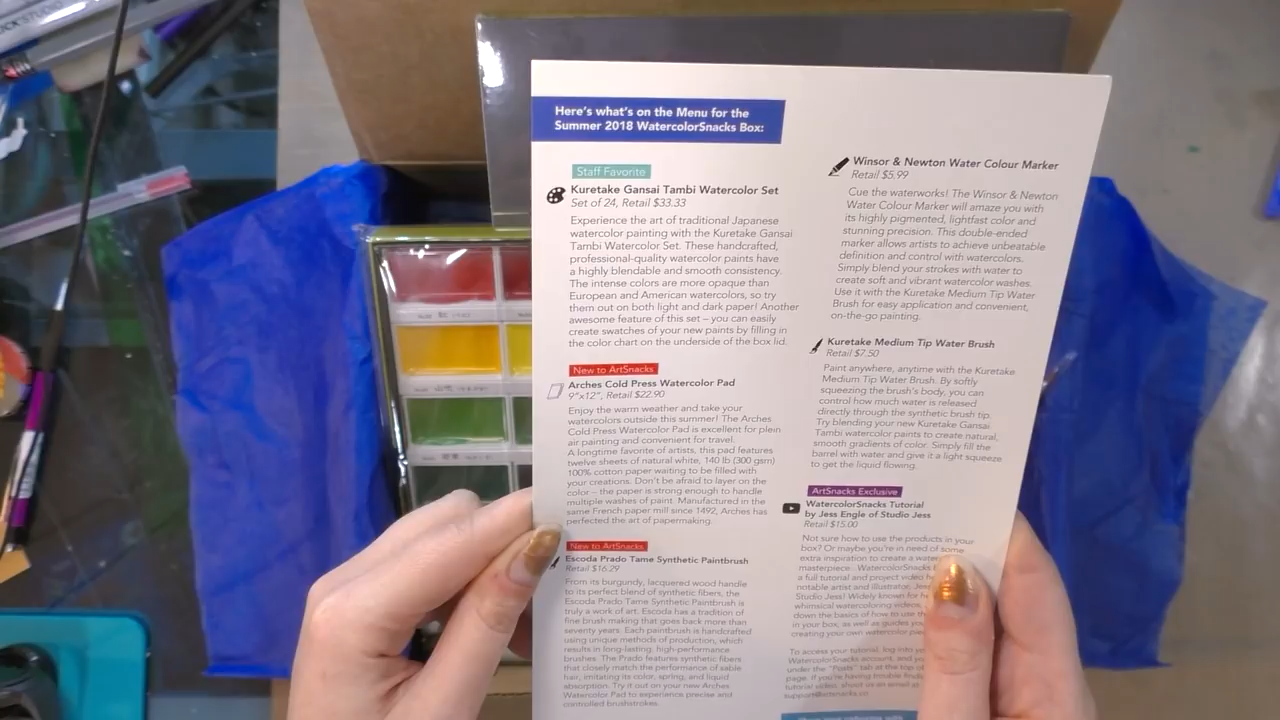 Here's what's on the Menu for the
Summer 2018 WatercolorSnacks Box:
Staff Favorite
Kuretake Gansai Tambi Watercolor Set
Set of 24, Retail $33.33
Experience the art of traditional Japanese
watercolor painting with the Kuretake Gansai
Tambi Watercolor Set. These handcrafted,
professional-quality watercolor paints have
a highly blendable and smooth consistency.
The intense colors are more opaque than
European and American watercolors, so try
them out on both light and dark paper! Another
awesome feature of this set – you can easily
create swatches of your new paints by filling in
the color chart on the underside of the box lid.
New to ArtSnacks
Arches Cold Press Watercolor Pad
9"x12", Retail $22.90
Enjoy the warm weather and take your
watercolors outside this summer! The Arches
Cold Press Watercolor Pad is excellent for plein
air painting and convenient for travel.
A longtime favorite of artists, this pad features
twelve sheets of natural white, 140 lb (300 gsm)
100% cotton paper waiting to be filled with
your creations. Don't be afraid to layer on the
color – the paper is strong enough to handle
multiple washes of paint. Manufactured in the
same French paper mill since 1492, Arches has
perfected the art of papermaking.
New to ArtSnacks
Escoda Prado Tame Synthetic Paintbrush
Retail $16.29
From its burgundy, lacquered wood handle
to its perfect blend of synthetic fibers, the
Escoda Prado Tame Synthetic Paintbrush is
truly a work of art. Escoda has a tradition of
fine brush making that goes back more than
seventy years. Each paintbrush is handcrafted
using unique methods of production, which
results in long-lasting, high-performance
brushes. The Prado features synthetic fibers
that closely match the performance of sable
hair, imitating its color, spring, and liquid
absorption. Try it out on your new Arches
Watercolor Pad to experience precise and
controlled brushstrokes.
Winsor & Newton Water Colour Marker
Retail $5.99
Cue the waterworks! The Winsor & Newton
Water Colour Marker will amaze you with
its highly pigmented, lightfast color and
stunning precision. This double-ended
marker allows artists to achieve unbeatable
definition and control with watercolors.
Simply blend your strokes with water to
create soft and vibrant watercolor washes.
Use it with the Kuretake Medium Tip Water
Brush for easy application and convenient,
on-the-go painting.
Kuretake Medium Tip Water Brush
Retail $7.50
Paint anywhere, anytime with the Kuretake
Medium Tip Water Brush. By softly
squeezing the brush's body, you can
control how much water is released
directly through the synthetic brush tip.
Try blending your new Kuretake Gansai
Tambi watercolor paints to create natural,
smooth gradients of color. Simply fill the
barrel with water and give it a light squeeze
to get the liquid flowing.
ArtSnacks Exclusive
WatercolorSnacks Tutorial
by Jess Engle of Studio Jess
Retail $15.00
Not sure how to use the products in your
box? Or maybe you're in need of some
extra inspiration to create a
masterpiece. WatercolorSnacks
a full tutorial and project video
notable artist and illustrator,
Studio Jess! Widely known for
whimsical watercoloring videos,
down the basics of how to use
in your box, as well as guides
creating your own watercolor
To access your tutorial, log into
WatercolorSnacks account, and
under the "Posts" tab at the top of
page. If you're having trouble
tutorial video, shoot us an email at